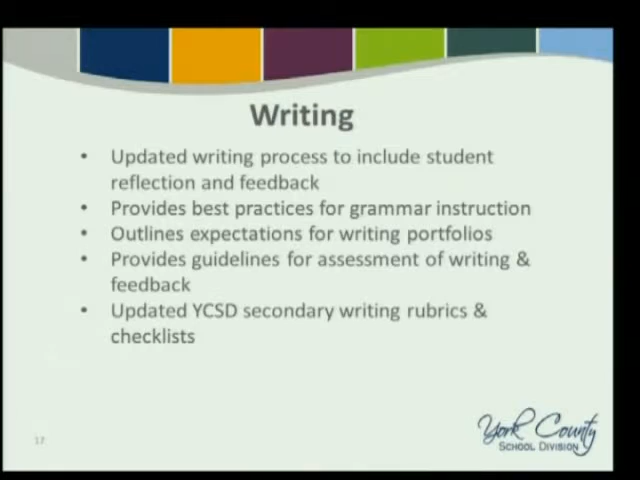 Writing
• Updated writing process to include student
reflection and feedback
• Provides best practices for grammar instruction
• Outlines expectations for writing portfolios
• Provides guidelines for assessment of writing &
feedback
• Updated YCSD secondary writing rubrics &
checklists
17
York County
SCHOOL DIVISION